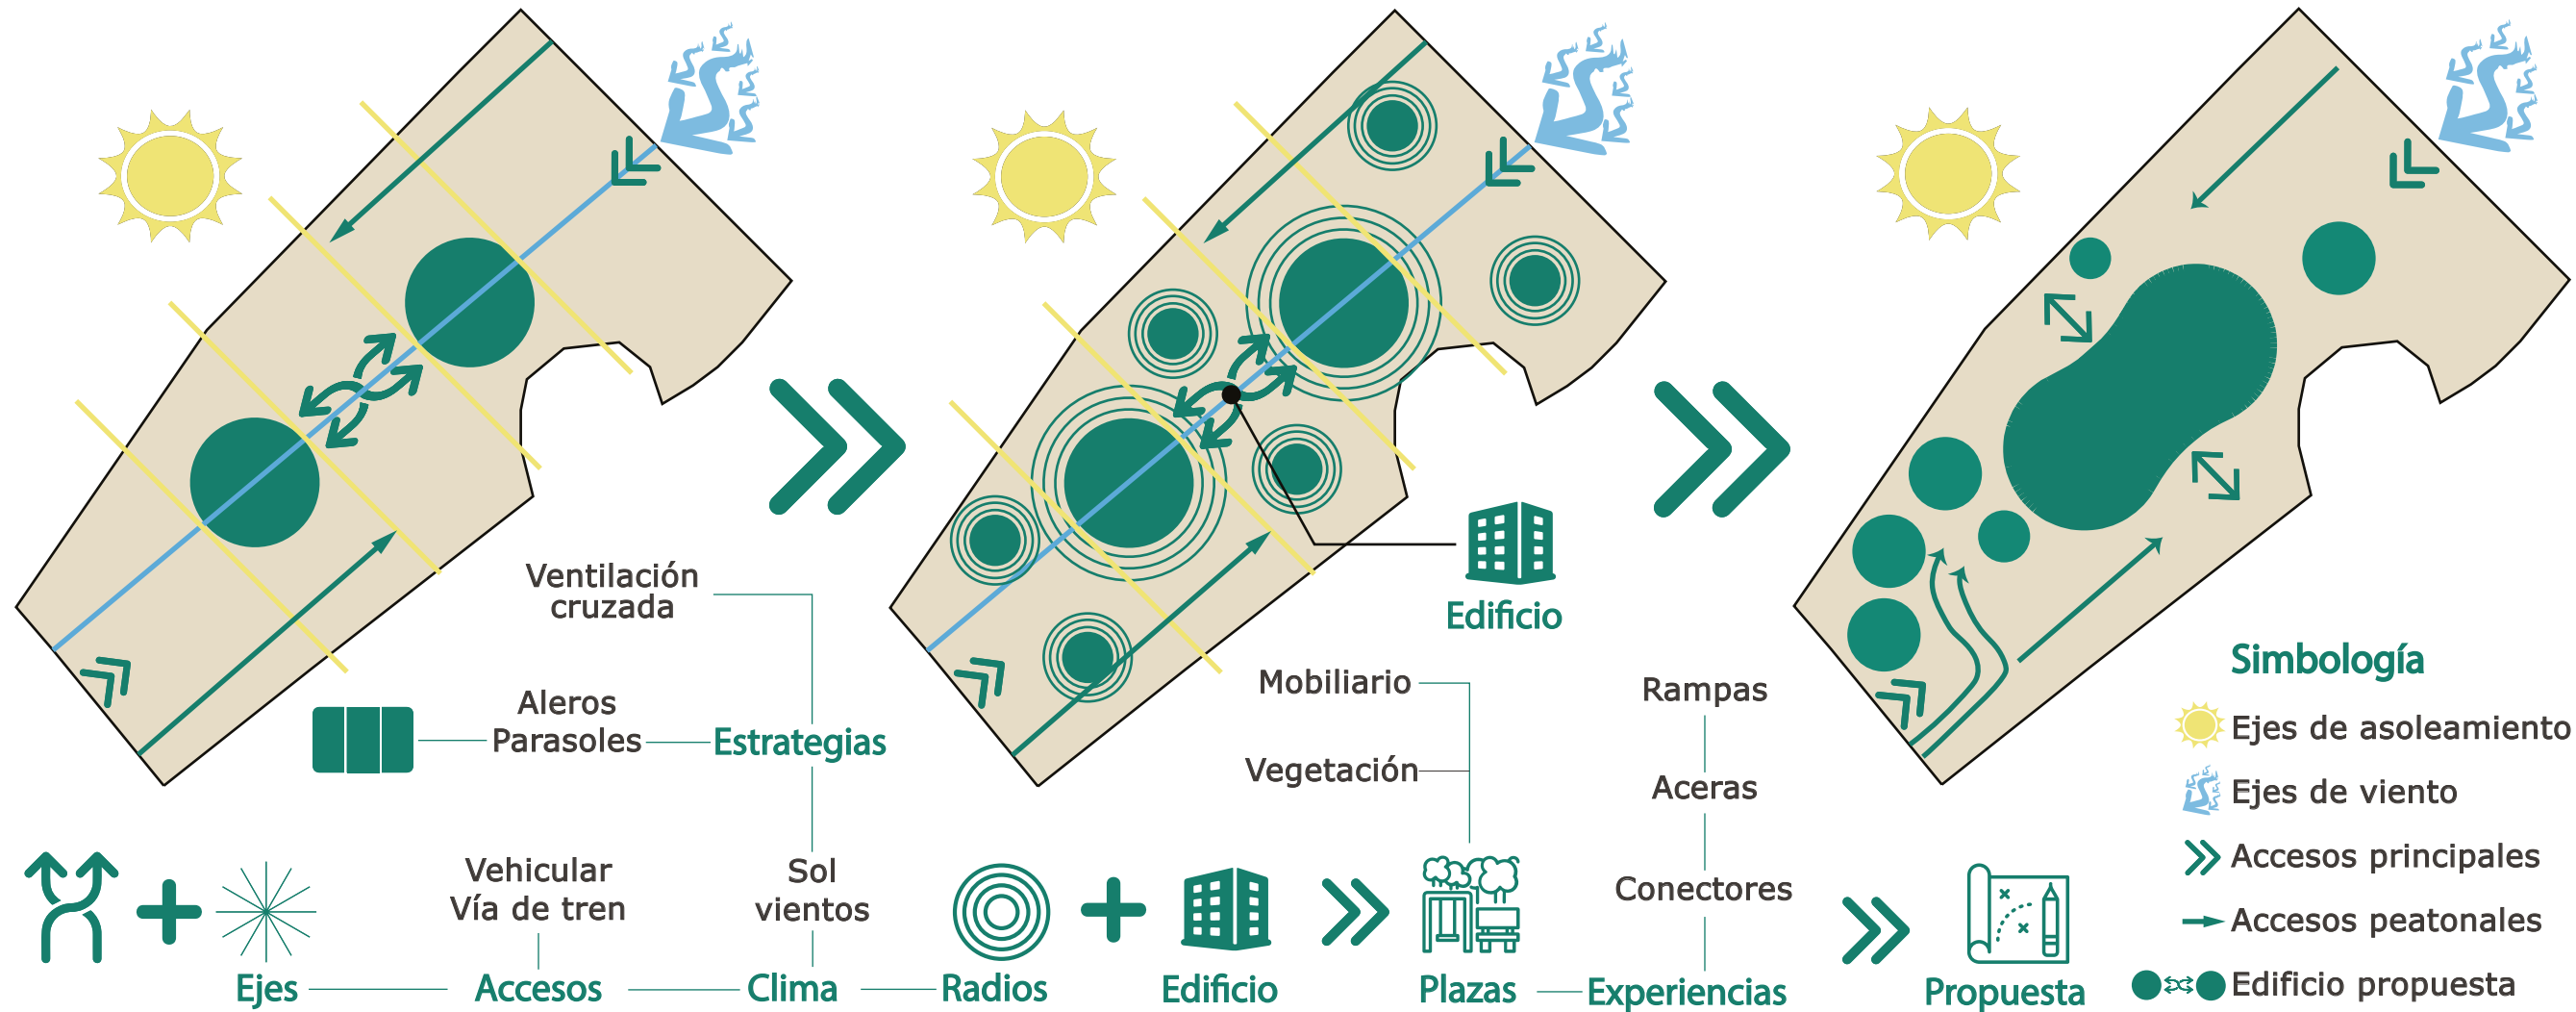 Ventilación
cruzada
Aleros
Parasoles
Estrategias
Edificio
Mobiliario
Vegetación
Rampas
Aceras
Conectores
Vehicular
Vía de tren
Sol
vientos
Ejes
Accesos
Clima
Radios
Edificio
Plazas
Experiencias
Propuesta
Simbología
Ejes de asoleamiento
Ejes de viento
Accesos principales
Accesos peatonales
Edificio propuesta